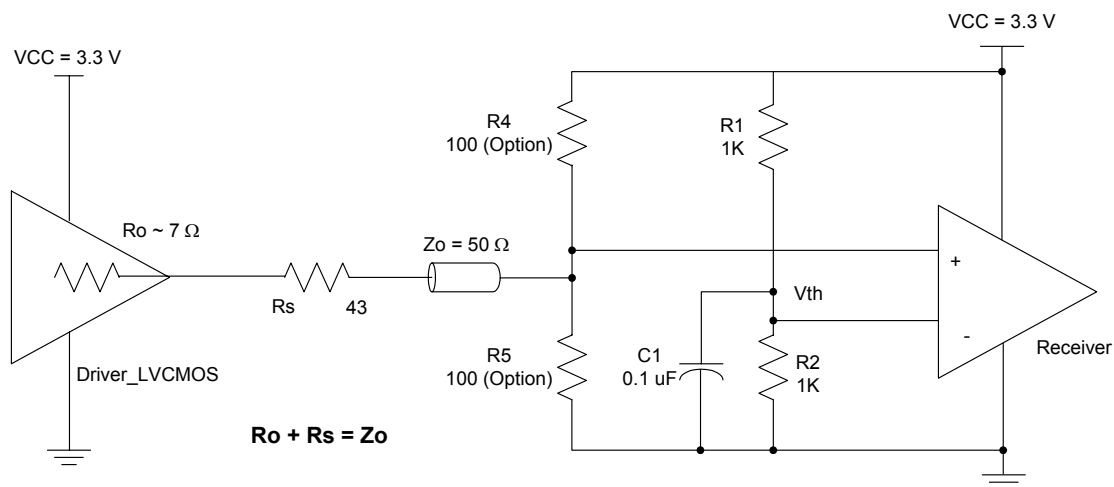 VCC = 3.3 V
VCC = 3.3 V
R4
100 (Option)
R1
1K
Ro ~ 7 Ω
Zo = 50 Ω
+
Rs
43
Vth
-
Receiver
R5
100 (Option)
C1
0.1 uF
R2
1K
Driver_LVCMOS
Ro + Rs = Zo